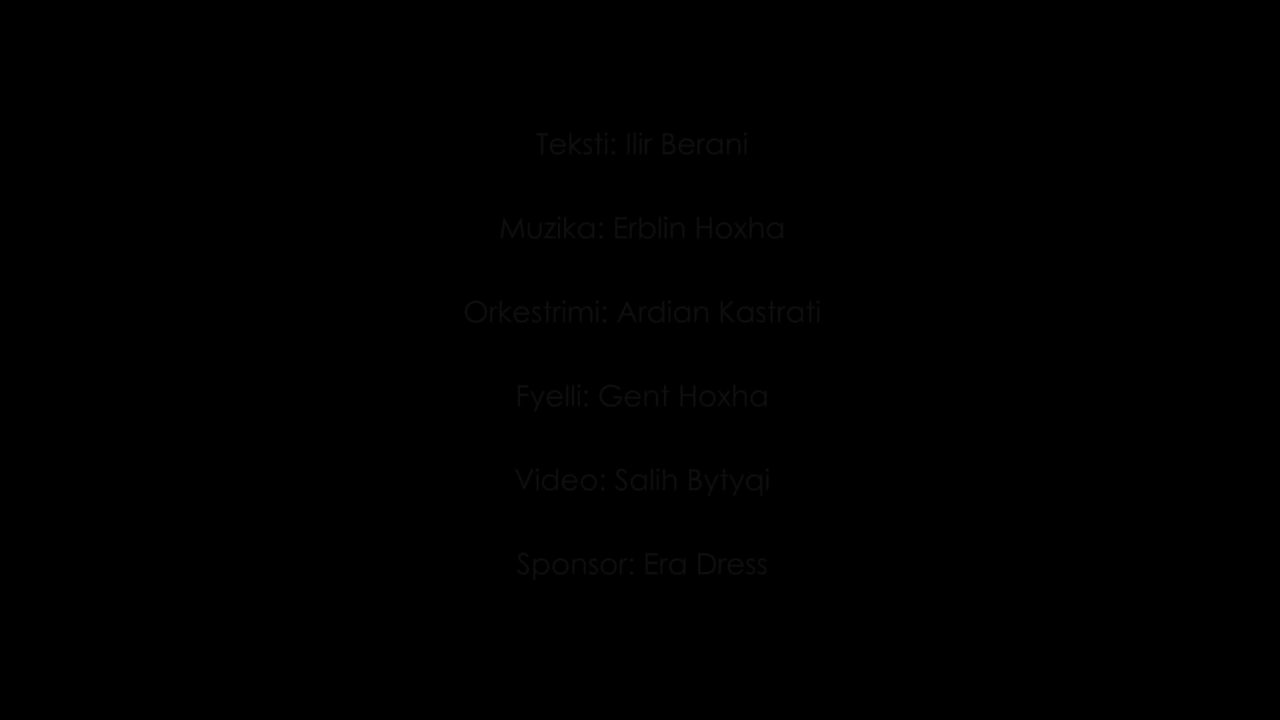 Teksti: Ilir Berani
Muzika: Erblin Hoxha
Orkestrimi: Ardian Kastrati
Fyelli: Gent Hoxha
Video: Salih Bytyqi
Sponsor: Era Dress